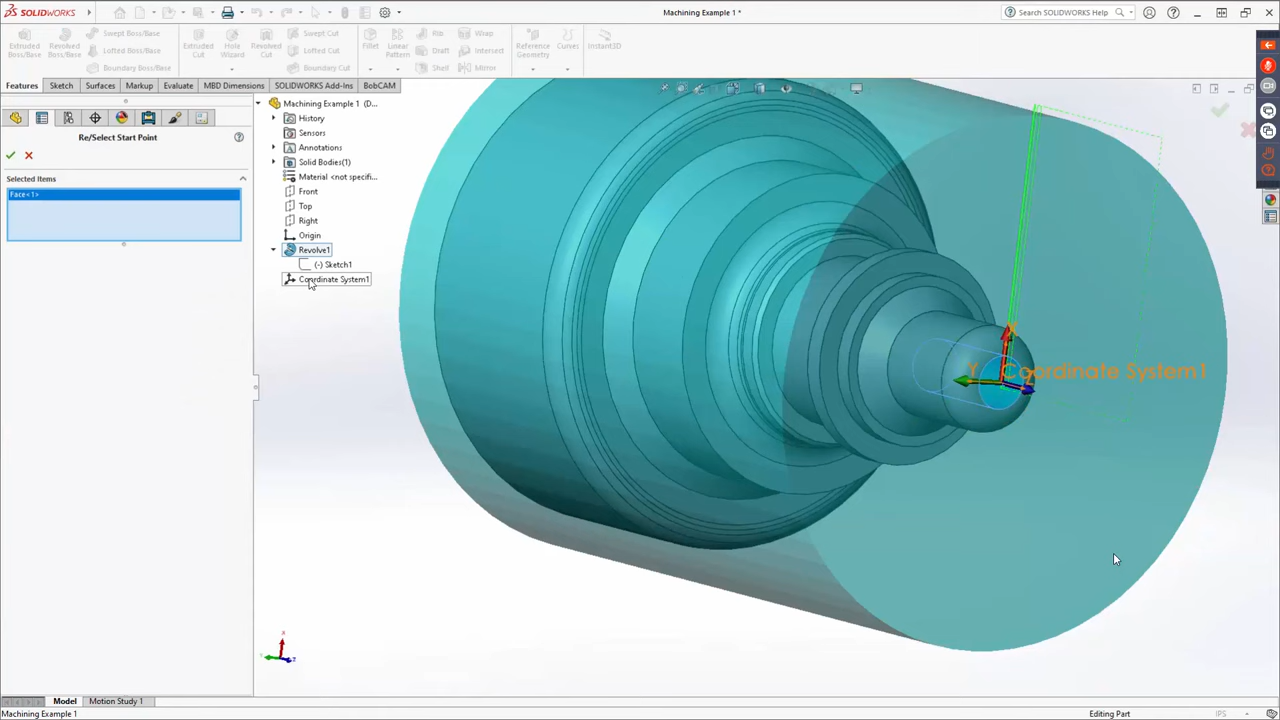 SOLIDWORKS
Machining Example 1 *
Search SOLIDWORKS Help
Extruded Boss/Base
Revolved Boss/Base
Swept Boss/Base
Lofted Boss/Base
Boundary Boss/Base
Extruded Cut
Hole Wizard
Revolved Cut
Swept Cut
Lofted Cut
Boundary Cut
Fillet
Linear Pattern
Rib
Draft
Shell
Wrap
Intersect
Mirror
Reference Geometry
Curves
Instant3D
Features Sketch Surfaces Markup Evaluate MBD Dimensions SOLIDWORKS Add-Ins BobCAM
Re/Select Start Point
Selected Items
Face<1>
Machining Example 1 (D...
History
Sensors
Annotations
Solid Bodies(1)
Material <not specifi...
Front
Top
Right
Origin
Revolve1
(-) Sketch1
Coordinate System1
X
Y
Z
Coordinate System1
X
Y
Z
Model Motion Study 1
Machining Example 1
Editing Part
IPS